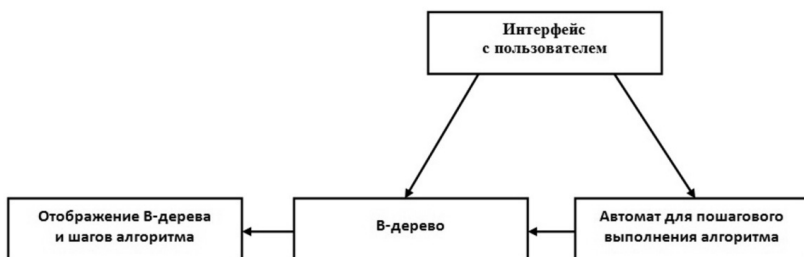 Интерфейс
с пользователем
Отображение В-дерева
и шагов алгоритма
В-дерево
Автомат для пошагового
выполнения алгоритма